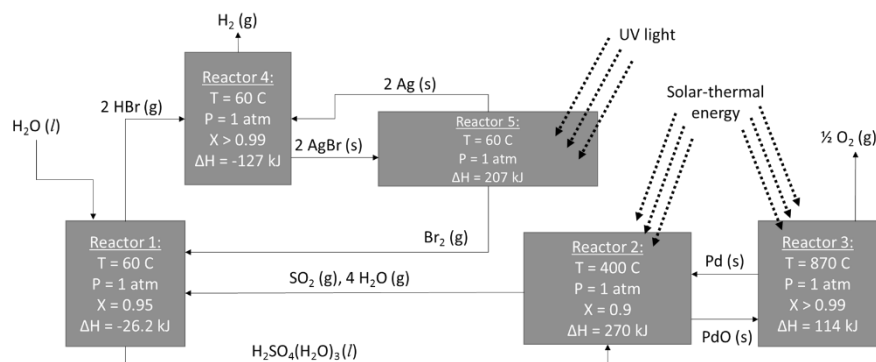 H₂ (g)
UV light
Reactor 4:
T = 60 C
P = 1 atm
X > 0.99
ΔH = -127 kJ
2 Ag (s)
Solar-thermal
energy
2 HBr (g)
H₂O (l)
Reactor 5:
T = 60 C
P = 1 atm
ΔH = 207 kJ
2 AgBr (s)
½ O₂ (g)
Reactor 1:
T = 60 C
P = 1 atm
X = 0.95
ΔH = -26.2 kJ
Br₂ (g)
SO₂ (g), 4 H₂O (g)
Reactor 2:
T = 400 C
P = 1 atm
X = 0.9
ΔH = 270 kJ
Pd (s)
PdO (s)
Reactor 3:
T = 870 C
P = 1 atm
X > 0.99
ΔH = 114 kJ
H₂SO₄(H₂O)₃ (l)